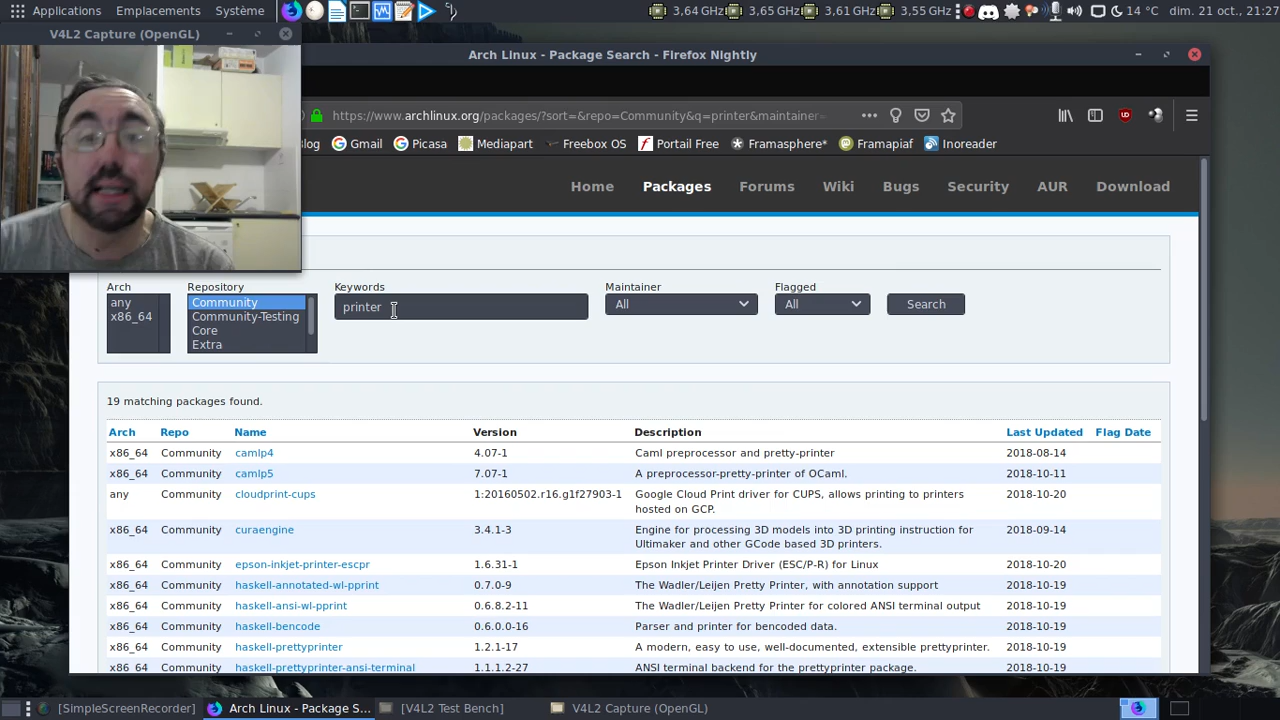 Applications Emplacements Système 3,64 GHz 3,65 GHz 3,61 GHz 3,55 GHz 14 °C dim. 21 oct., 21:27
V4L2 Capture (OpenGL)
Arch Linux - Package Search - Firefox Nightly
https://www.archlinux.org/packages/?sort=&repo=Community&q=printer&maintainer=
log Gmail Picasa Mediapart Freebox OS Portail Free Framasphere* Framapiaf Inoreader
Home Packages Forums Wiki Bugs Security AUR Download
Arch Repository Keywords Maintainer Flagged
any
x86_64
Community
Community-Testing
Core
Extra
printer
All All Search
19 matching packages found.
Arch Repo Name Version Description Last Updated Flag Date
x86_64 Community camlp4 4.07-1 Caml preprocessor and pretty-printer 2018-08-14
x86_64 Community camlp5 7.07-1 A preprocessor-pretty-printer of OCaml. 2018-10-11
any Community cloudprint-cups 1:20160502.r16.g1f27903-1 Google Cloud Print driver for CUPS, allows printing to printers 2018-10-20
hosted on GCP.
x86_64 Community curaengine 3.4.1-3 Engine for processing 3D models into 3D printing instruction for 2018-09-14
Ultimaker and other GCode based 3D printers.
x86_64 Community epson-inkjet-printer-escpr 1.6.31-1 Epson Inkjet Printer Driver (ESC/P-R) for Linux 2018-10-20
x86_64 Community haskell-annotated-wl-pprint 0.7.0-9 The Wadler/Leijen Pretty Printer, with annotation support 2018-10-19
x86_64 Community haskell-ansi-wl-pprint 0.6.8.2-11 The Wadler/Leijen Pretty Printer for colored ANSI terminal output 2018-10-19
x86_64 Community haskell-bencode 0.6.0.0-16 Parser and printer for bencoded data. 2018-10-19
x86_64 Community haskell-prettyprinter 1.2.1-17 A modern, easy to use, well-documented, extensible prettyprinter. 2018-10-19
x86_64 Community haskell-prettyprinter-ansi-terminal 1.1.1.2-27 ANSI terminal backend for the prettyprinter package. 2018-10-19
[SimpleScreenRecorder] Arch Linux - Package S... [V4L2 Test Bench] V4L2 Capture (OpenGL)